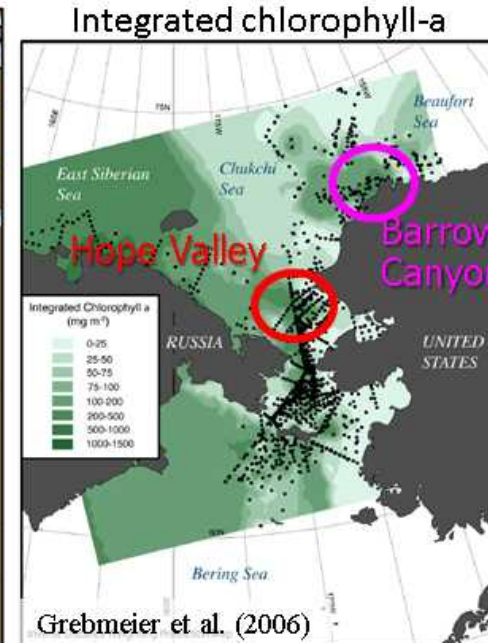 Integrated chlorophyll-a
75N
Beaufort
Sea
East Siberian
Sea
Chukchi
Sea
Hope Valley
Barrow
Canyon
Integrated Chlorophyll a
(mg m-2)
0-25
25-50
50-75
75-100
100-200
200-500
500-1000
1000-1500
RUSSIA
UNITED
STATES
Bering Sea
Grebmeier et al. (2006)